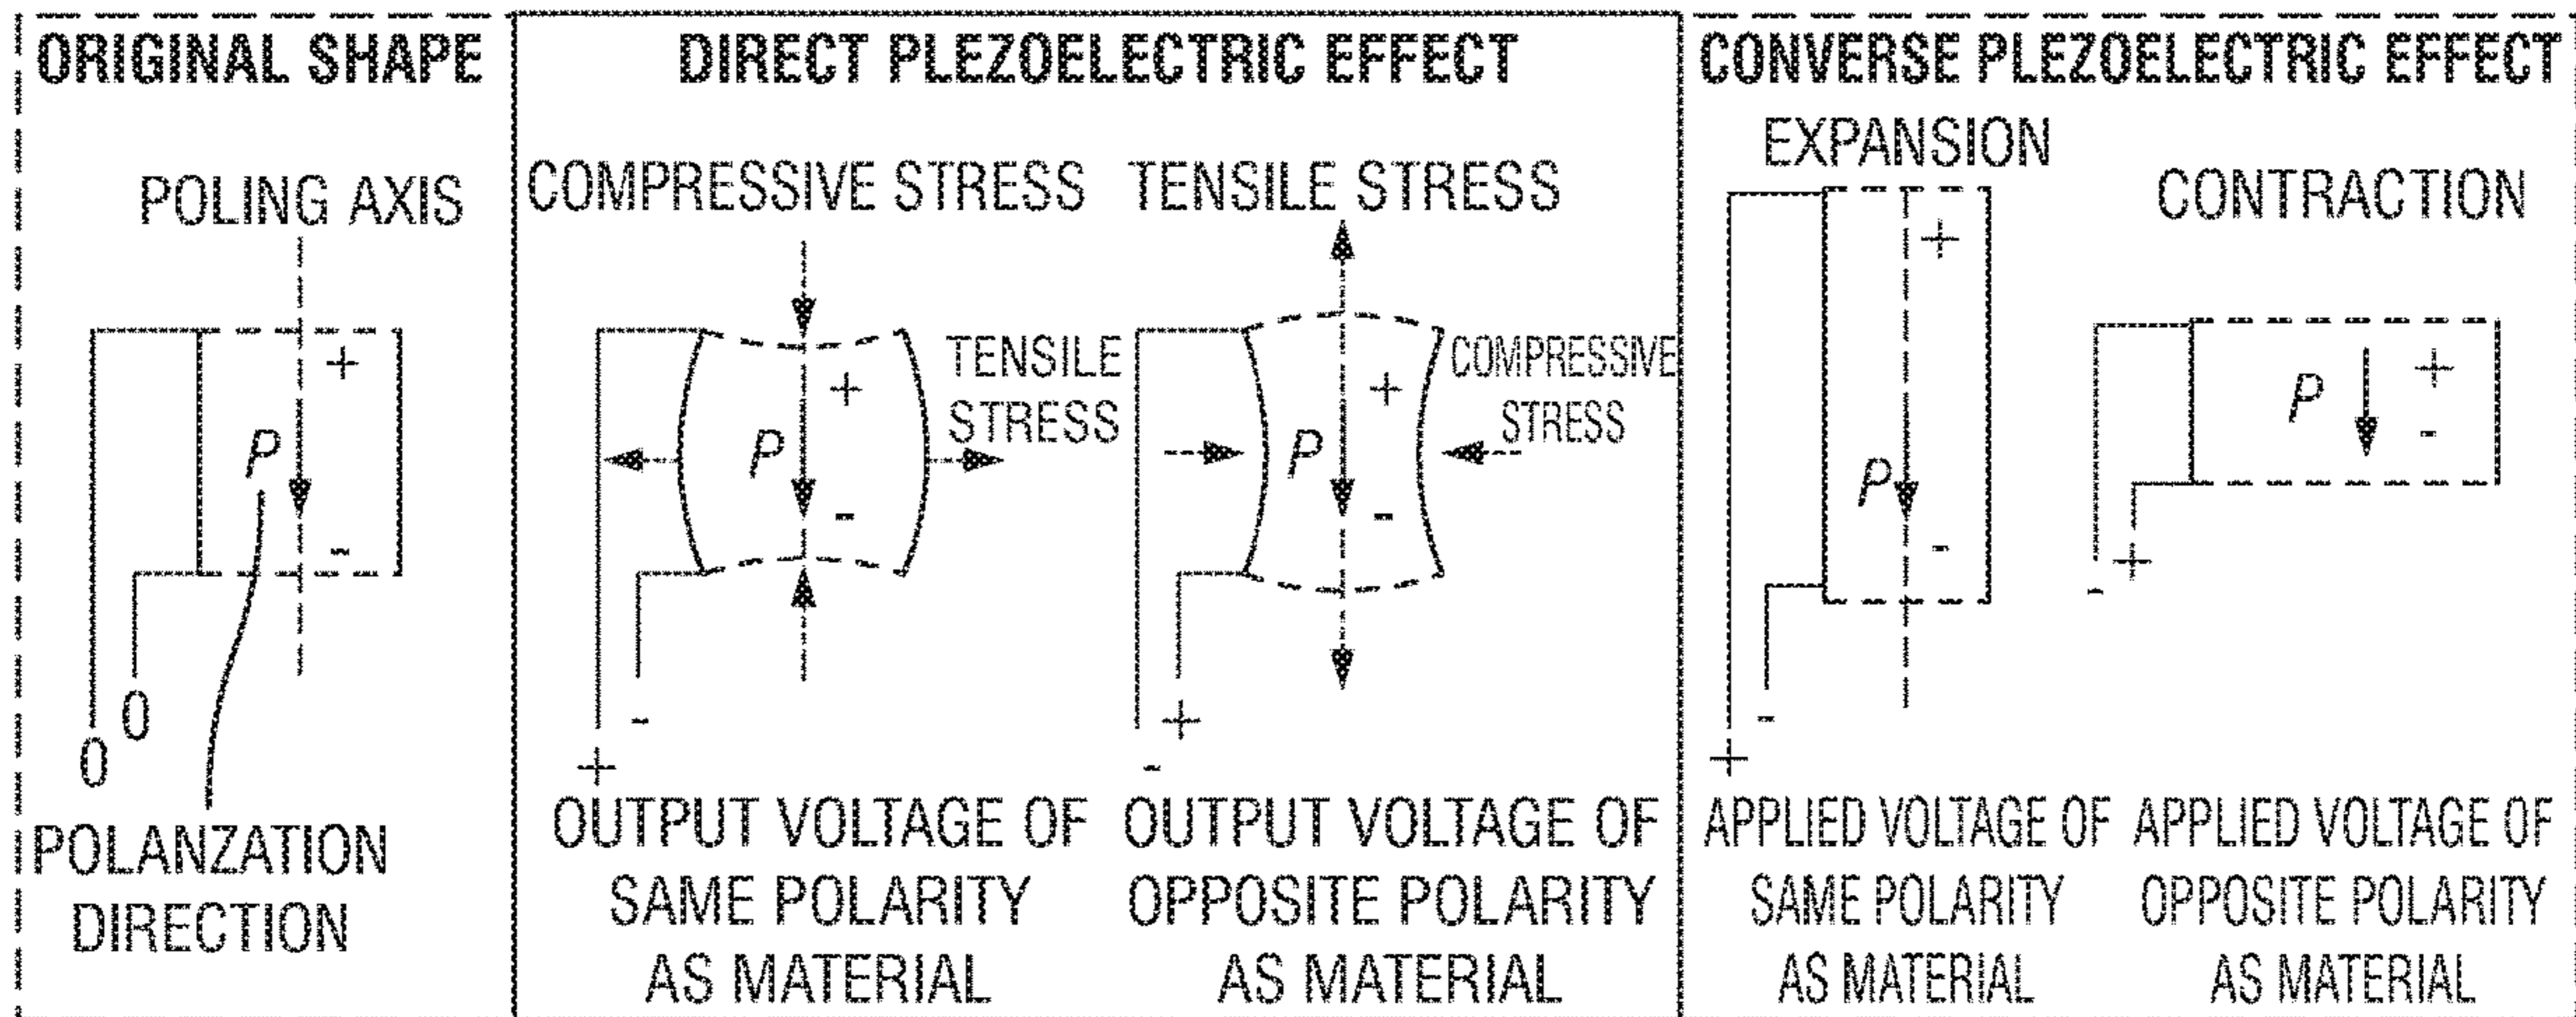 ORIGINAL SHAPE
POLING AXIS
+
P
-
0
0
POLANZATION
DIRECTION
DIRECT PLEZOELECTRIC EFFECT
COMPRESSIVE STRESS
+
TENSILE
STRESS
P
-
-
+
OUTPUT VOLTAGE OF
SAME POLARITY
AS MATERIAL
TENSILE STRESS
+
COMPRESSIVE
STRESS
P
-
+
-
OUTPUT VOLTAGE OF
OPPOSITE POLARITY
AS MATERIAL
CONVERSE PLEZOELECTRIC EFFECT
EXPANSION
+
P
-
-
+
APPLIED VOLTAGE OF
SAME POLARITY
AS MATERIAL
CONTRACTION
+
P
-
+
-
APPLIED VOLTAGE OF
OPPOSITE POLARITY
AS MATERIAL